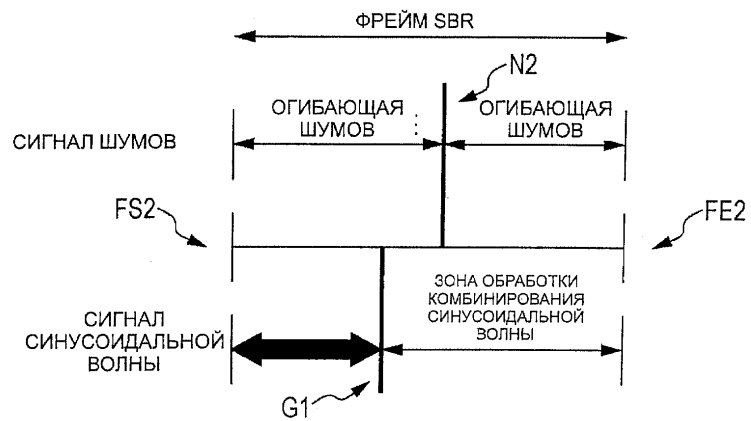 ФРЕЙМ SBR
N2
ОГИБАЮЩАЯ
ШУМОВ
ОГИБАЮЩАЯ
ШУМОВ
СИГНАЛ ШУМОВ
FS2
FE2
ЗОНА ОБРАБОТКИ
КОМБИНИРОВАНИЯ
СИНУСОИДАЛЬНОЙ
ВОЛНЫ
СИГНАЛ
СИНУСОИДАЛЬНОЙ
ВОЛНЫ
G1